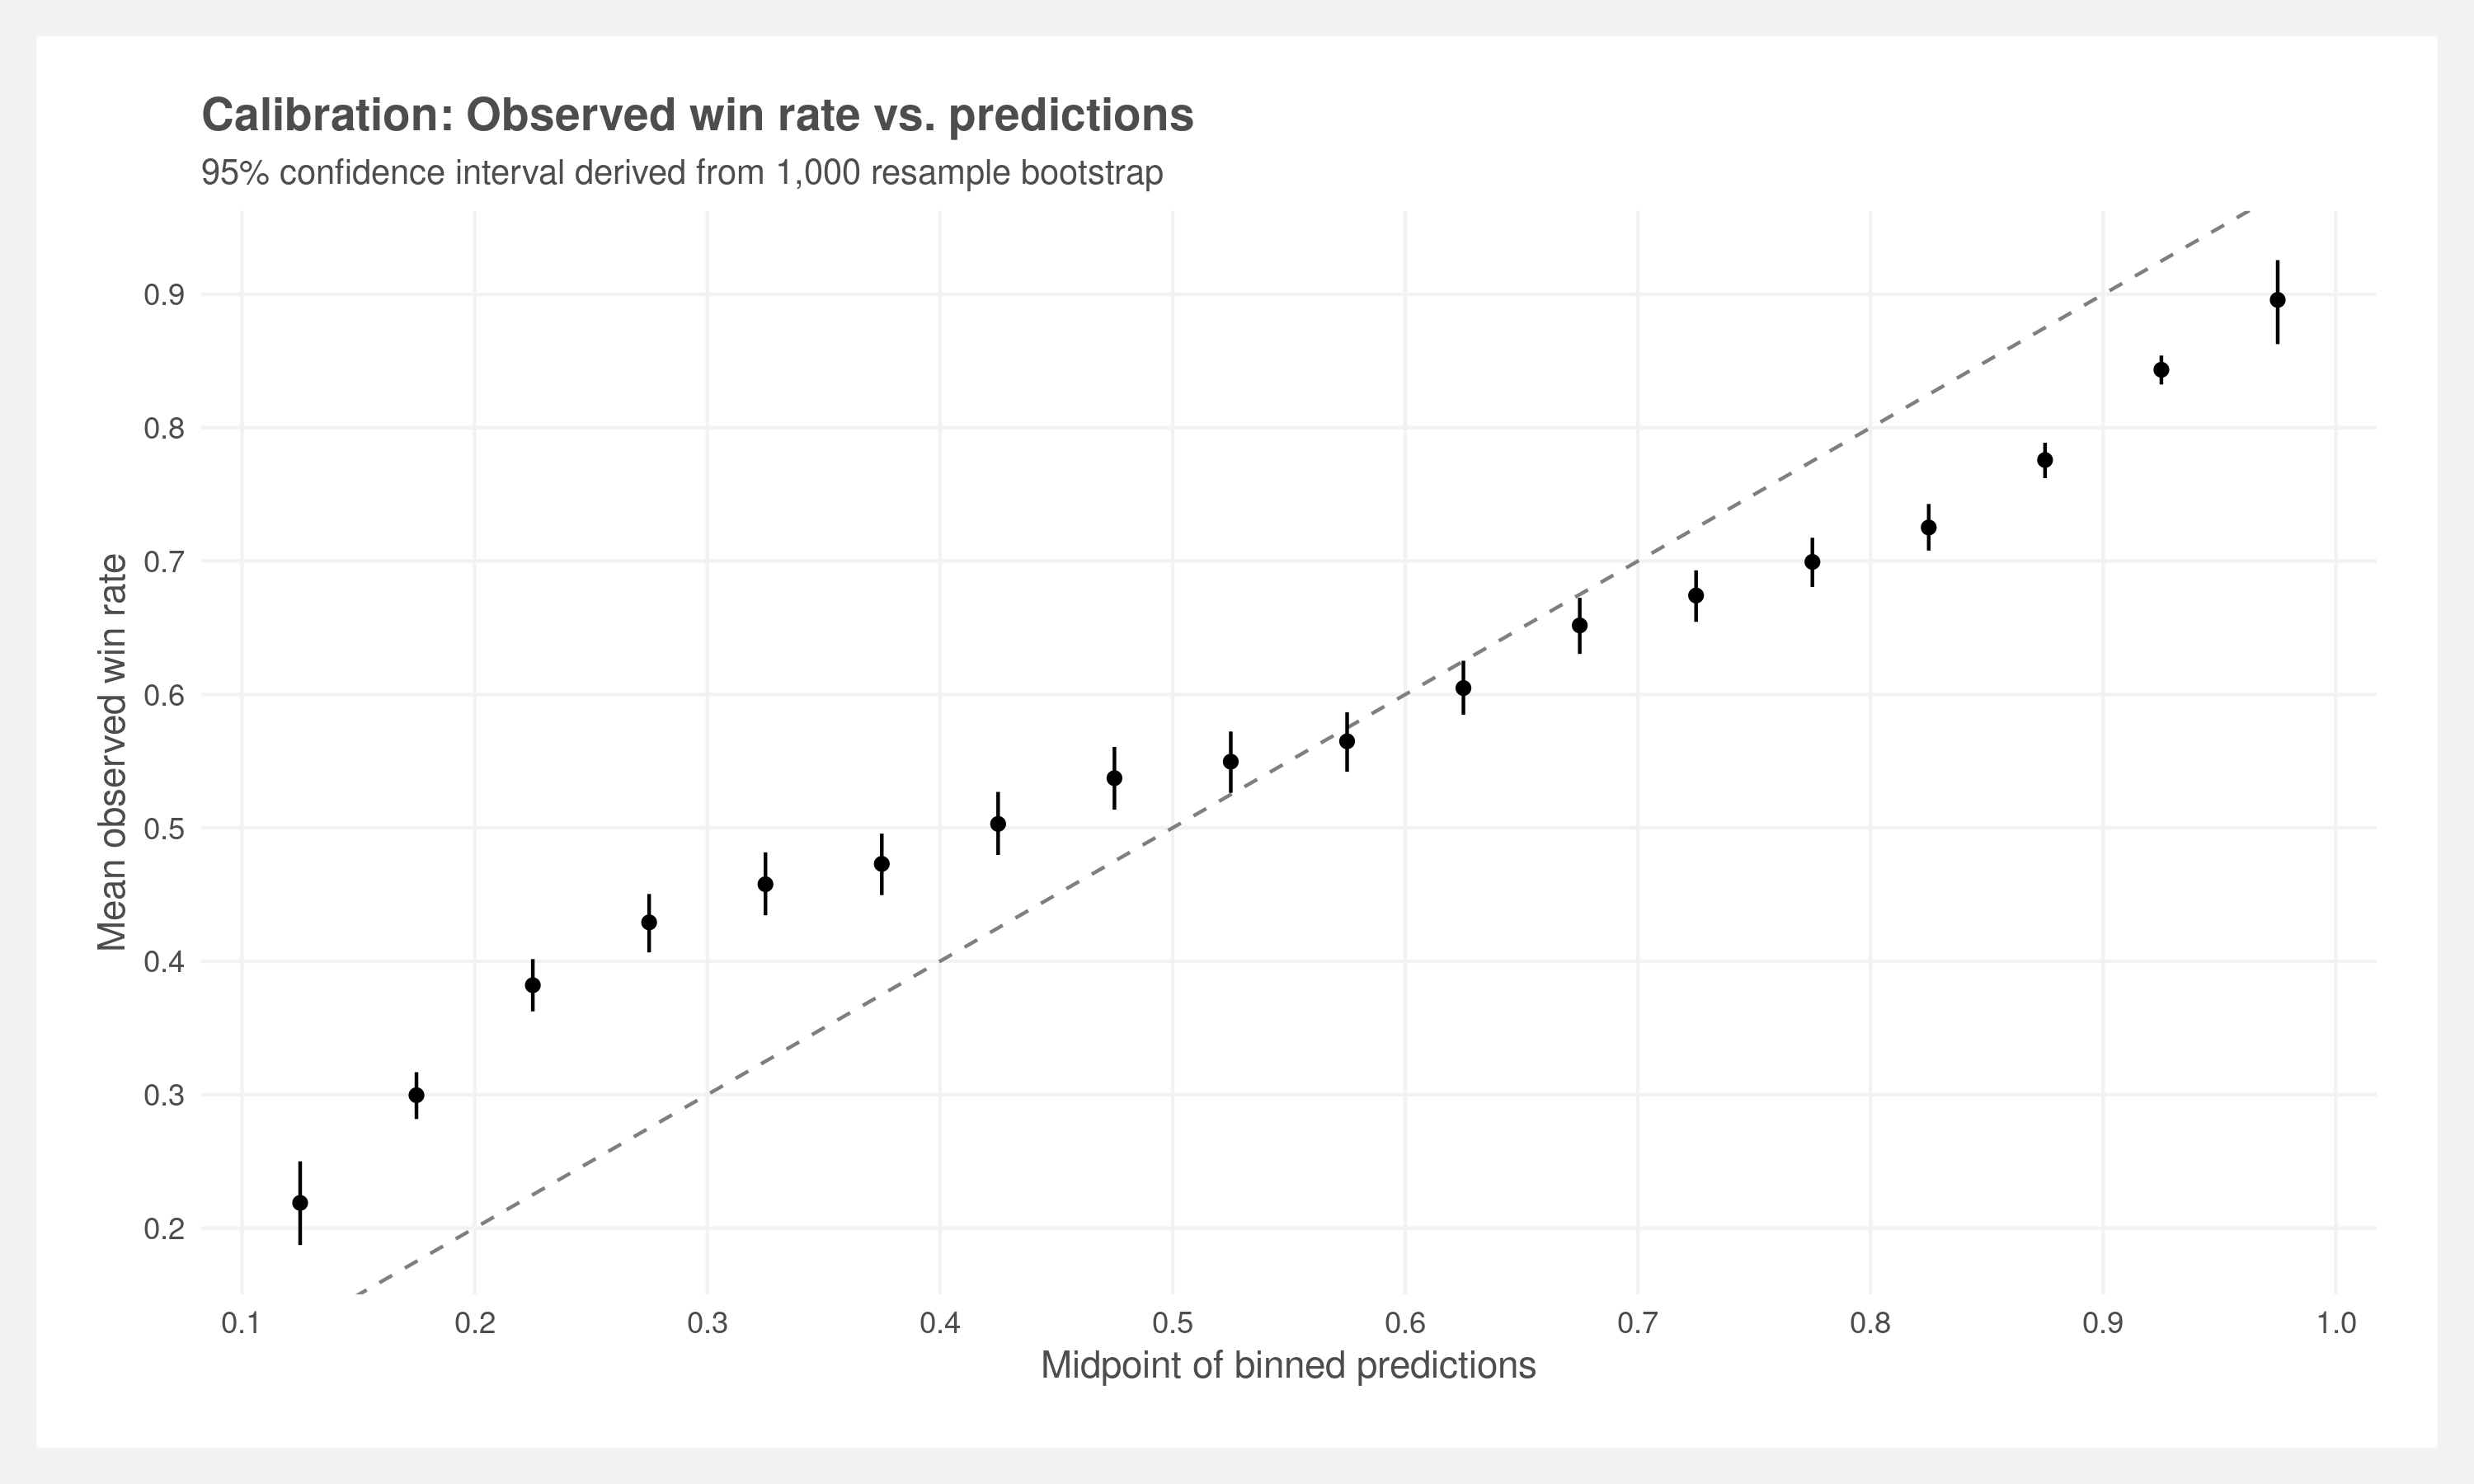 Calibration: Observed win rate vs. predictions
95% confidence interval derived from 1,000 resample bootstrap
Mean observed win rate
0.9
0.8
0.7
0.6
0.5
0.4
0.3
0.2
0.1 0.2 0.3 0.4 0.5 0.6 0.7 0.8 0.9 1.0
Midpoint of binned predictions